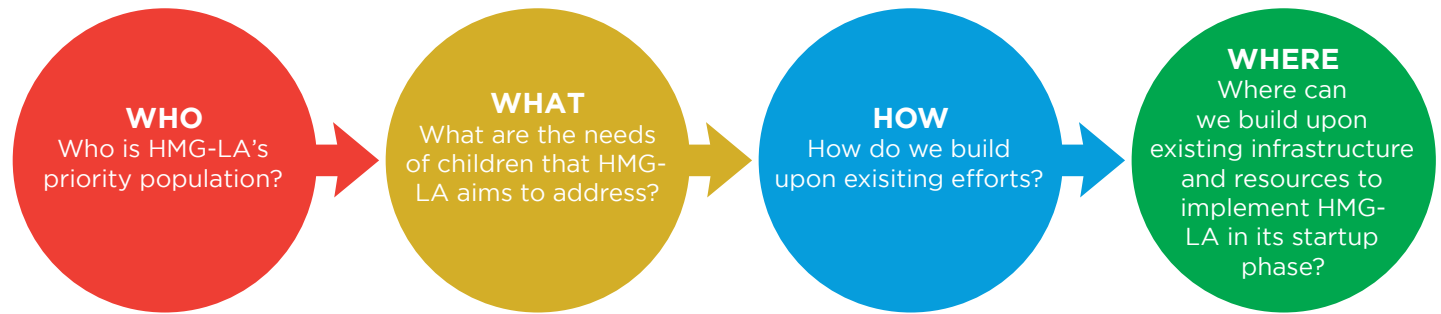 WHO
Who is HMG-LA’s
priority population?
WHAT
What are the needs
of children that HMG-
LA aims to address?
HOW
How do we build
upon exisiting efforts?
WHERE
Where can
we build upon
existing infrastructure
and resources to
implement HMG-
LA in its startup
phase?